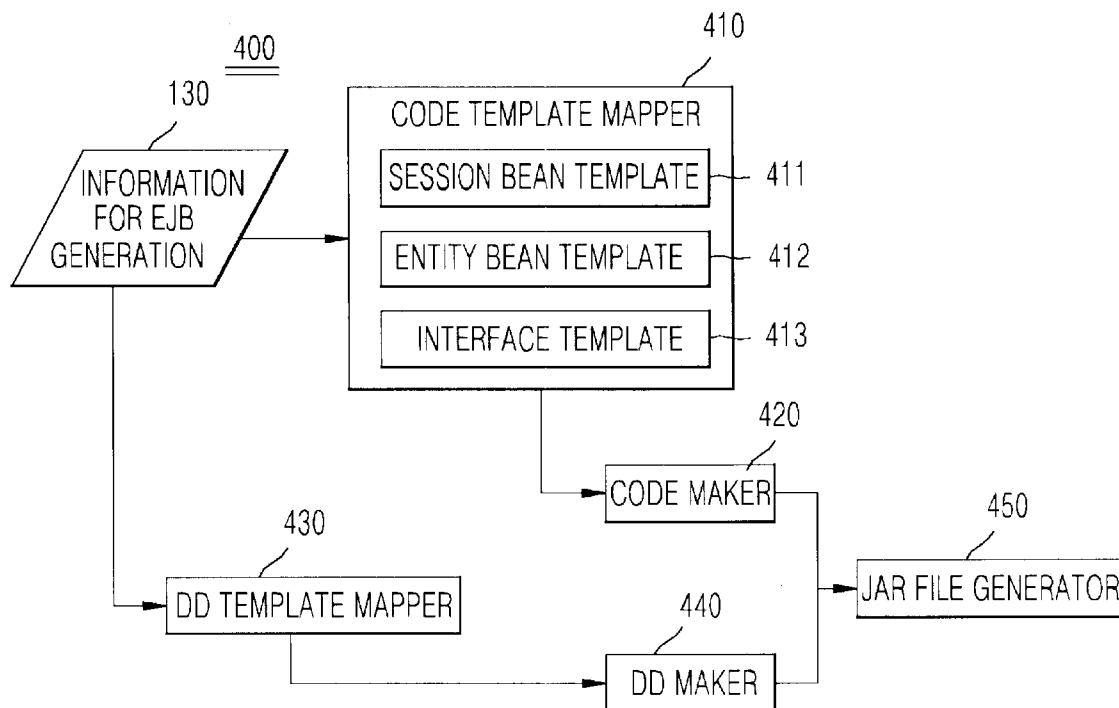 400
410
130
CODE TEMPLATE MAPPER
INFORMATION
FOR EJB
GENERATION
SESSION BEAN TEMPLATE
411
ENTITY BEAN TEMPLATE
412
INTERFACE TEMPLATE
413
420
CODE MAKER
430
450
DD TEMPLATE MAPPER
JAR FILE GENERATOR
440
DD MAKER